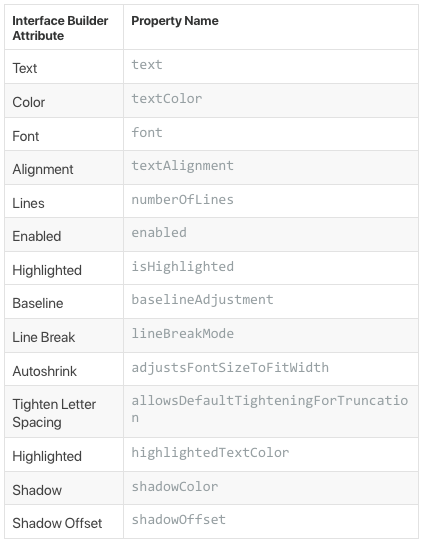 Interface Builder Property Name
Attribute
Text text
Color textColor
Font font
Alignment textAlignment
Lines numberOfLines
Enabled enabled
Highlighted isHighlighted
Baseline baselineAdjustment
Line Break lineBreakMode
Autoshrink adjustsFontSizeToFitWidth
Tighten Letter allowsDefaultTighteningForTruncatio
Spacing n
Highlighted highlightedTextColor
Shadow shadowColor
Shadow Offset shadowOffset